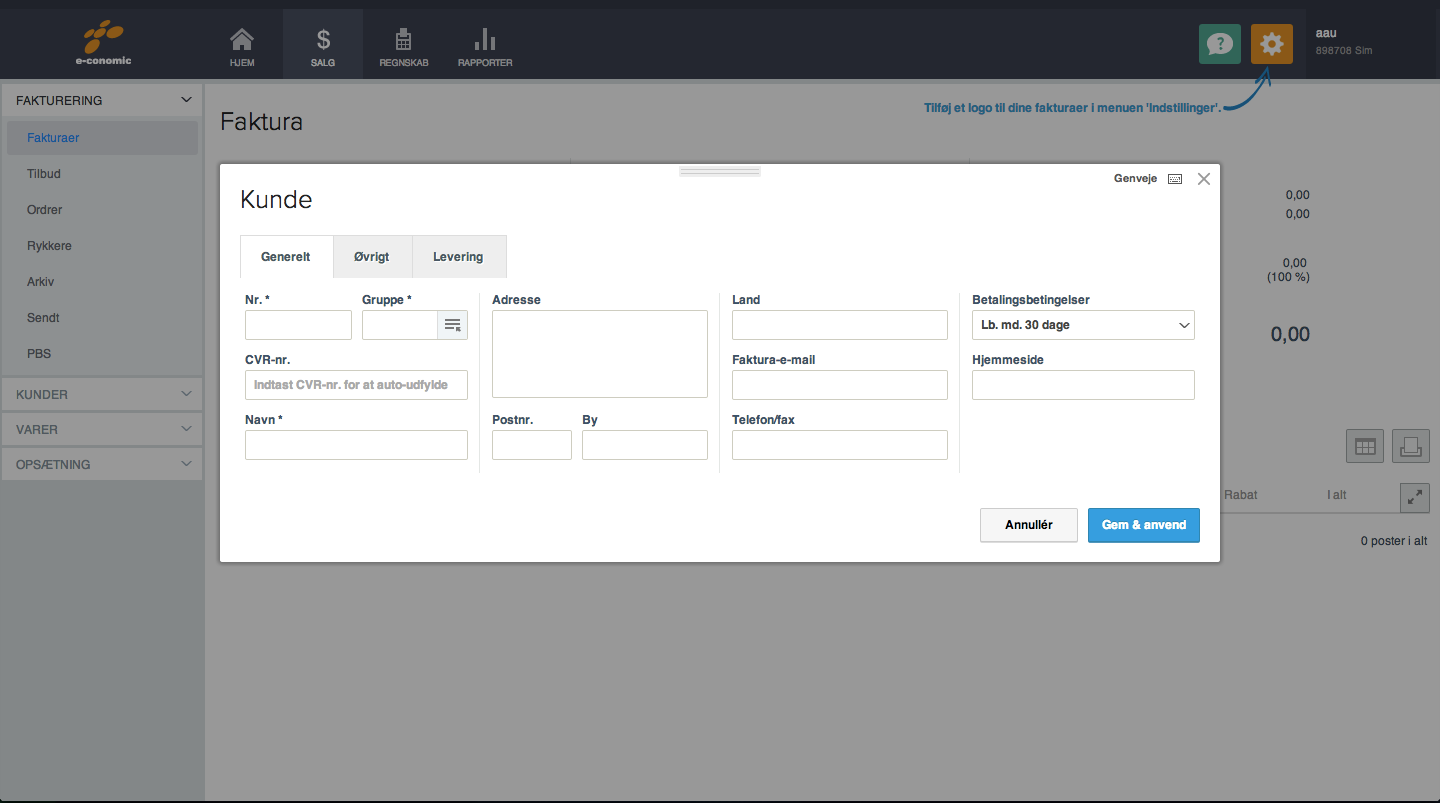 e-conomic
HJEM
SALG
REGNSKAB
RAPPORTER
aau
898708 Sim
Tilføj et logo til dine fakturaer i menuen 'Indstillinger'.
FAKTURERING
Fakturaer
Tilbud
Ordrer
Rykkere
Arkiv
Sendt
PBS
KUNDER
VARER
OPSÆTNING
Faktura
0,00
0,00
0,00
(100 %)
0,00
Genveje
Kunde
Generelt
Øvrigt
Levering
Nr. *
Gruppe *
Adresse
Land
Betalingsbetingelser
Lb. md. 30 dage
CVR-nr.
Indtast CVR-nr. for at auto-udfylde
Faktura-e-mail
Hjemmeside
Navn *
Postnr.
By
Telefon/fax
Annullér
Gem & anvend
Rabat
I alt
0 poster i alt